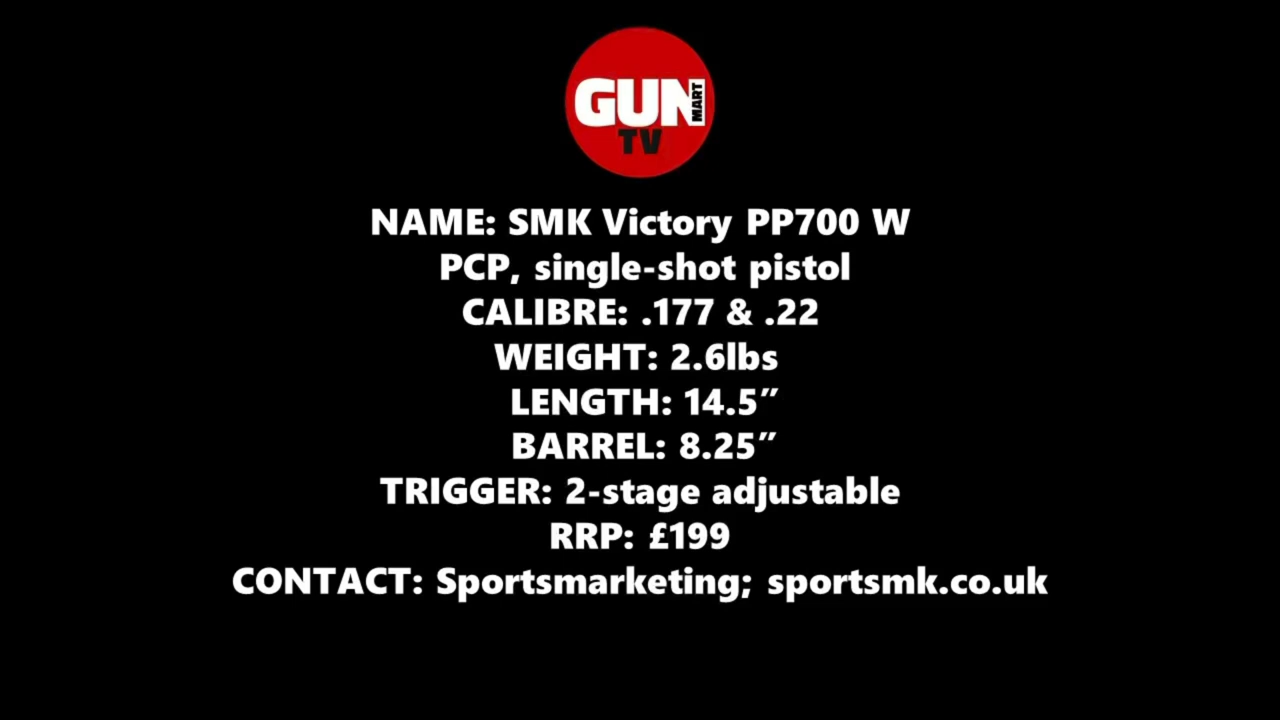 GUN
MART
TV
NAME: SMK Victory PP700 W
PCP, single-shot pistol
CALIBRE: .177 & .22
WEIGHT: 2.6lbs
LENGTH: 14.5”
BARREL: 8.25”
TRIGGER: 2-stage adjustable
RRP: £199
CONTACT: Sportsmarketing; sportsmk.co.uk